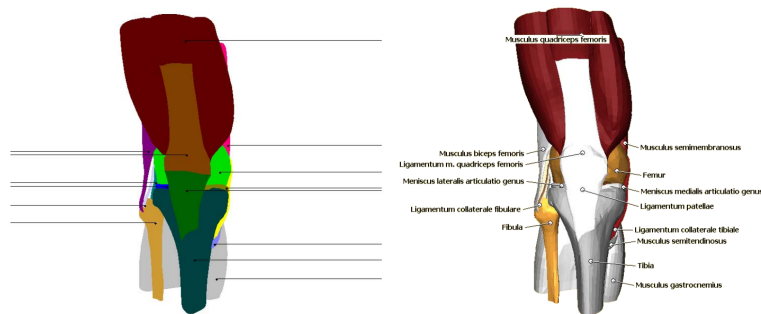 Musculus quadriceps femoris
Musculus semimembranosus
Musculus biceps femoris
Ligamentum m. quadriceps femoris
Femur
Meniscus lateralis articulatio genus
Meniscus medialis articulatio genus
Ligamentum patellae
Ligamentum collaterale fibulare
Fibula
Ligamentum collaterale tibiale
Musculus semitendinosus
Tibia
Musculus gastrocnemius